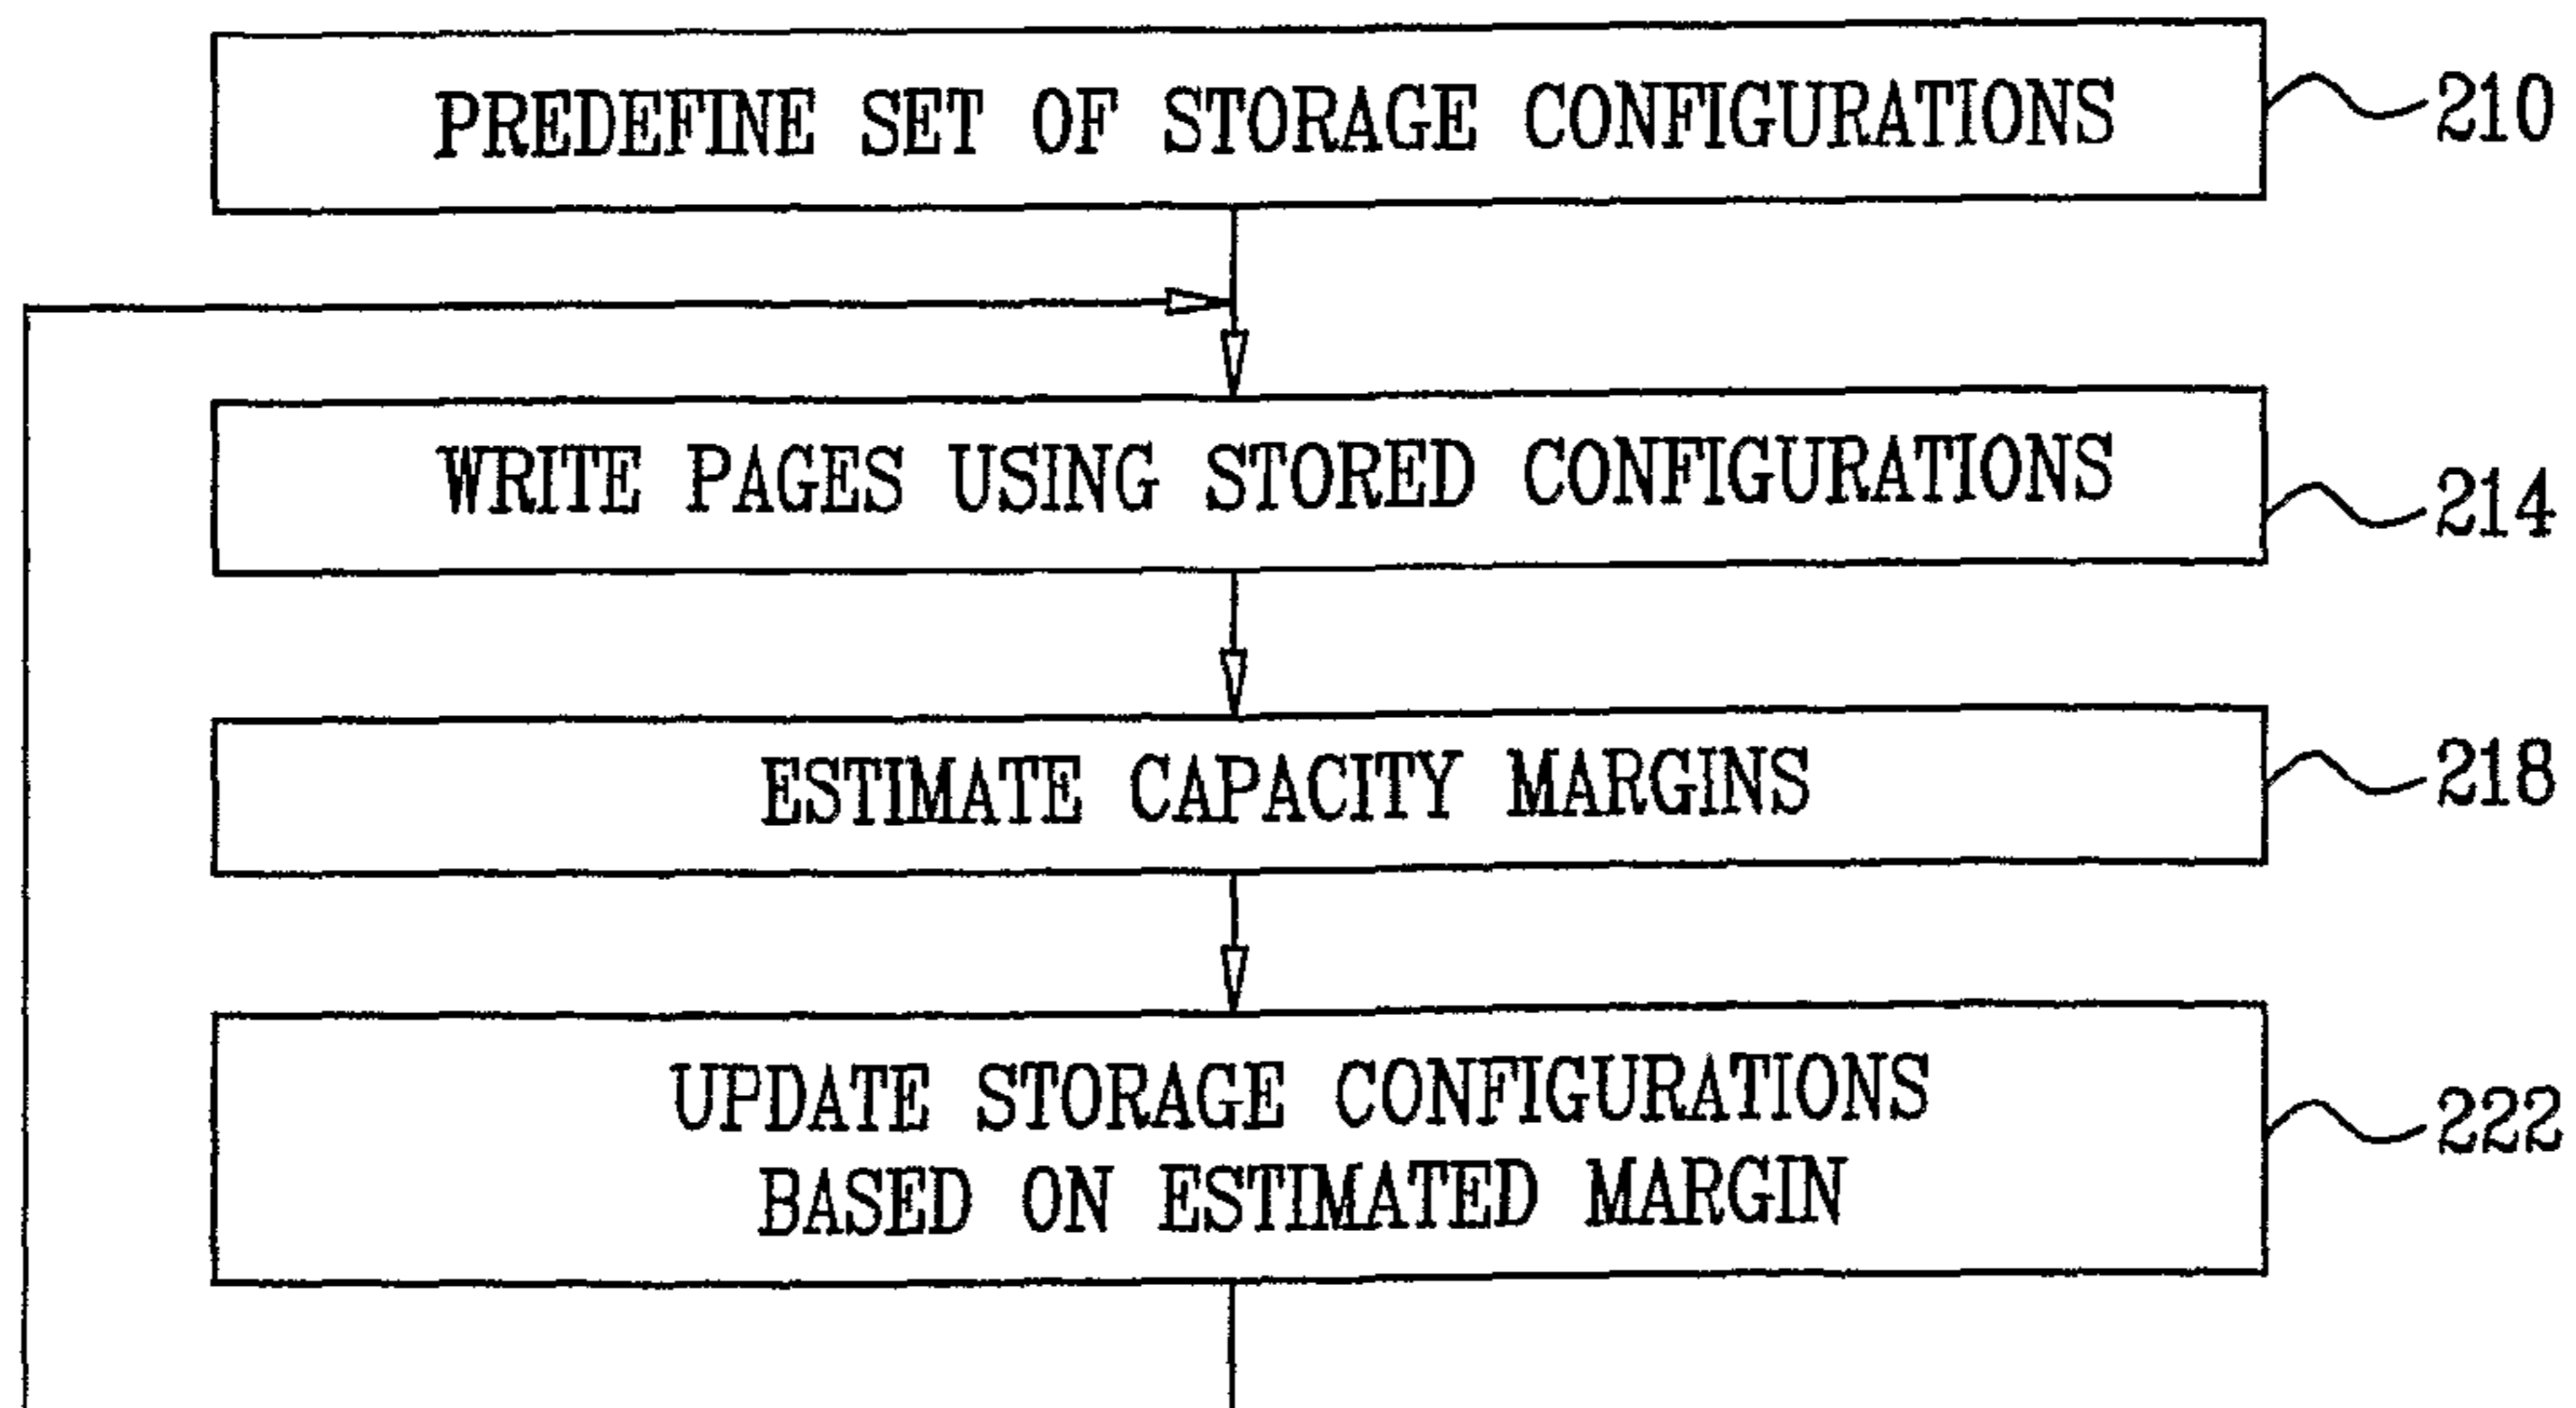 PREDEFINE SET OF STORAGE CONFIGURATIONS 210
WRITE PAGES USING STORED CONFIGURATIONS 214
ESTIMATE CAPACITY MARGINS 218
UPDATE STORAGE CONFIGURATIONS 222
BASED ON ESTIMATED MARGIN